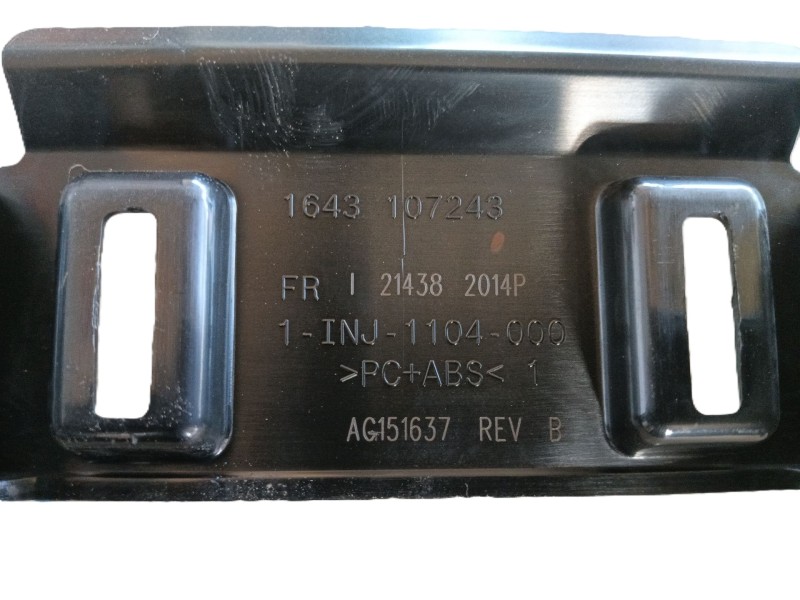 1643 107243
FR I 21438 2014P
1-INJ-1104-000
>PC+ABS< 1
AG151637 REV B